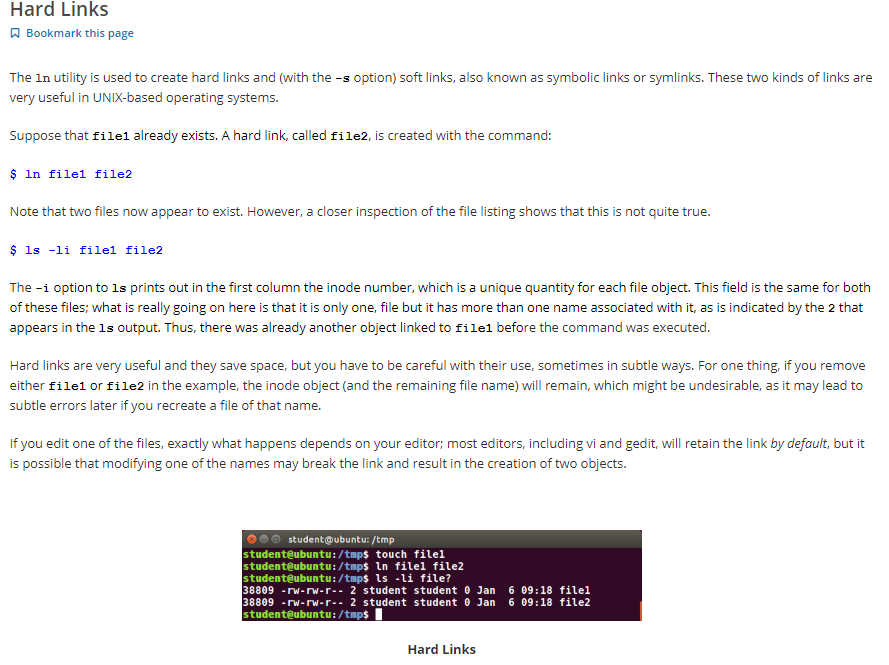 Hard Links
Bookmark this page
The ln utility is used to create hard links and (with the -s option) soft links, also known as symbolic links or symlinks. These two kinds of links are
very useful in UNIX-based operating systems.
Suppose that file1 already exists. A hard link, called file2, is created with the command:
$ ln file1 file2
Note that two files now appear to exist. However, a closer inspection of the file listing shows that this is not quite true.
$ ls -li file1 file2
The -i option to ls prints out in the first column the inode number, which is a unique quantity for each file object. This field is the same for both
of these files; what is really going on here is that it is only one, file but it has more than one name associated with it, as is indicated by the 2 that
appears in the ls output. Thus, there was already another object linked to file1 before the command was executed.
Hard links are very useful and they save space, but you have to be careful with their use, sometimes in subtle ways. For one thing, if you remove
either file1 or file2 in the example, the inode object (and the remaining file name) will remain, which might be undesirable, as it may lead to
subtle errors later if you recreate a file of that name.
If you edit one of the files, exactly what happens depends on your editor; most editors, including vi and gedit, will retain the link by default, but it
is possible that modifying one of the names may break the link and result in the creation of two objects.
student@ubuntu: /tmp
student@ubuntu:/tmp$ touch file1
student@ubuntu:/tmp$ ln file1 file2
student@ubuntu:/tmp$ ls -li file?
38809 -rw-rw-r-- 2 student student 0 Jan  6 09:18 file1
38809 -rw-rw-r-- 2 student student 0 Jan  6 09:18 file2
student@ubuntu:/tmp$
Hard Links